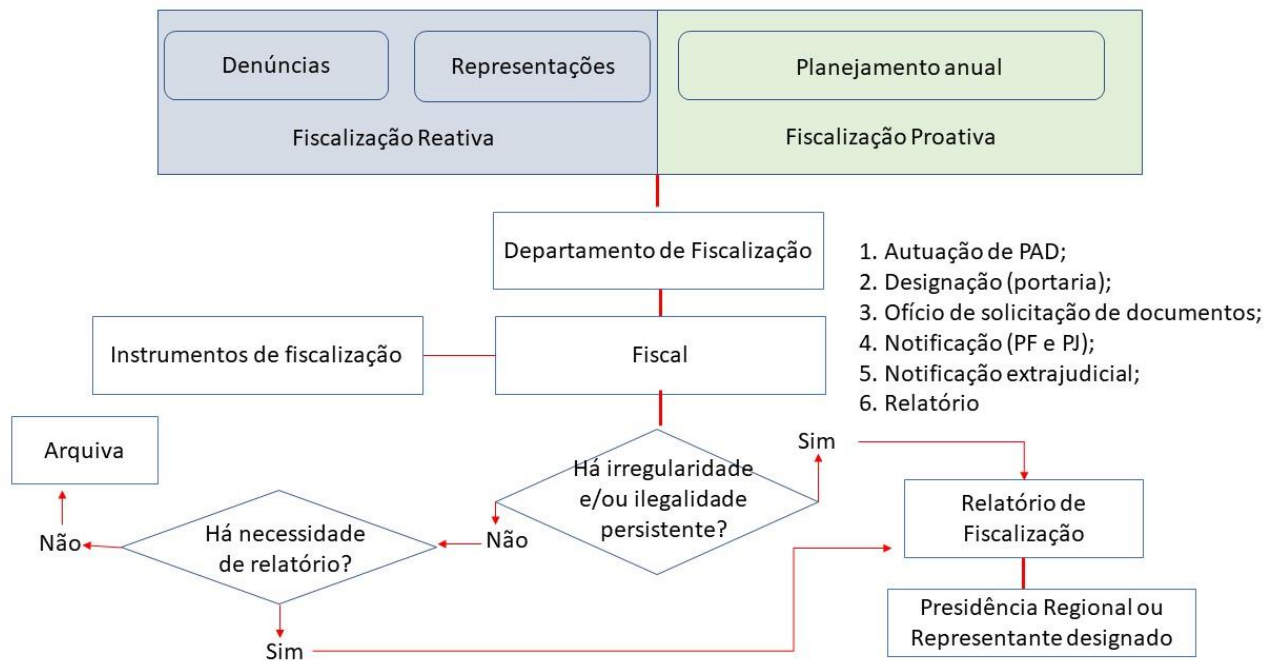 Denúncias
Representações
Planejamento anual
Fiscalização Reativa
Fiscalização Proativa
Departamento de Fiscalização
1. Autuação de PAD;
2. Designação (portaria);
3. Ofício de solicitação de documentos;
4. Notificação (PF e PJ);
5. Notificação extrajudicial;
6. Relatório
Instrumentos de fiscalização
Fiscal
Há irregularidade
e/ou ilegalidade
persistente?
Sim
Não
Arquiva
Não
Há necessidade
de relatório?
Sim
Relatório de
Fiscalização
Presidência Regional ou
Representante designado